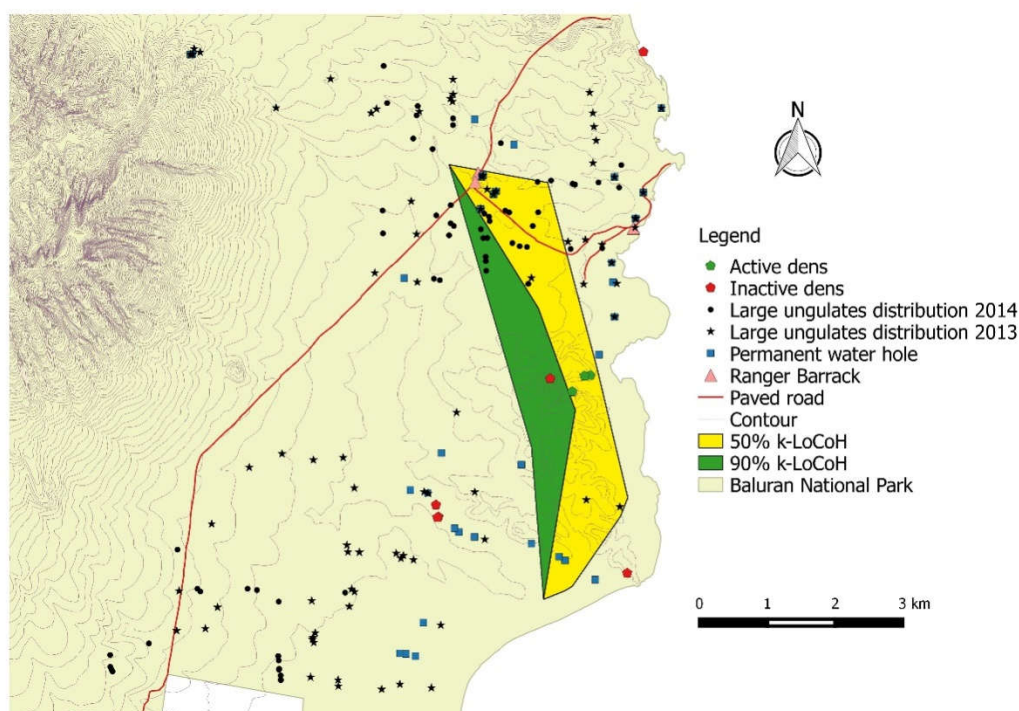 N
Legend
Active dens
Inactive dens
Large ungulates distribution 2014
Large ungulates distribution 2013
Permanent water hole
Ranger Barrack
Paved road
Contour
50% k-LoCoH
90% k-LoCoH
Baluran National Park
0 1 2 3 km